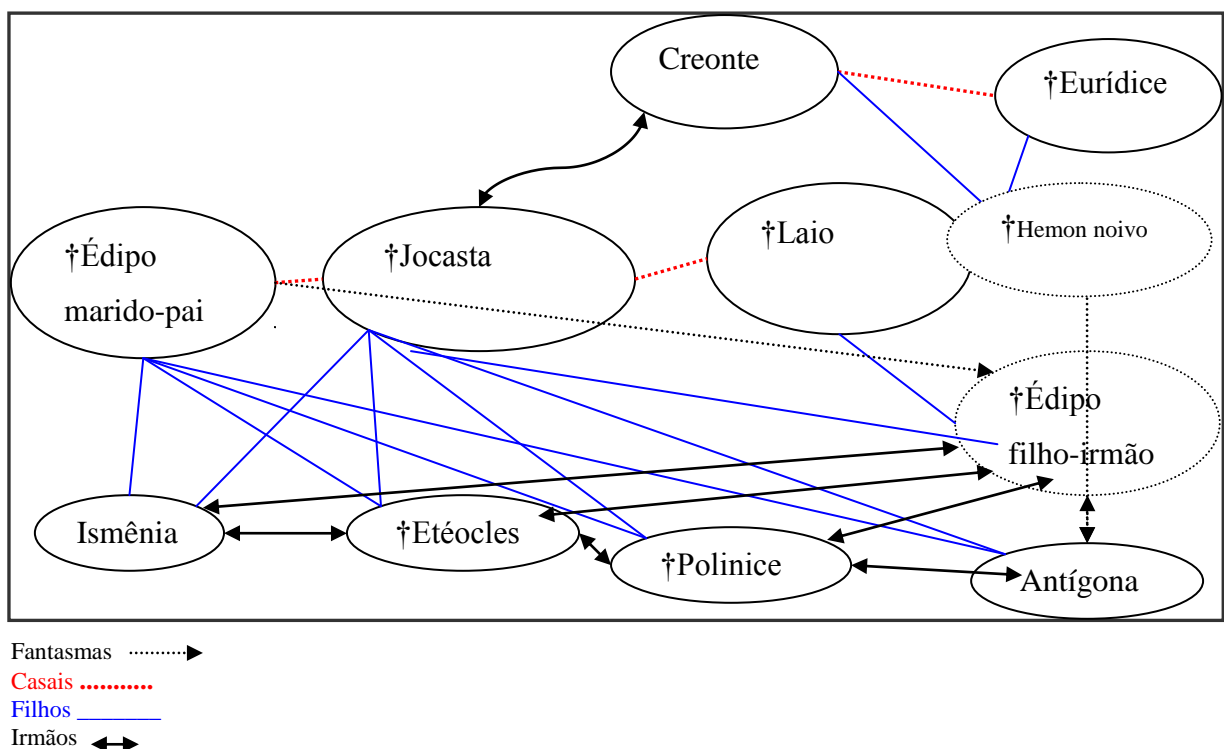 Creonte
†Eurídice
†Édipo
marido-pai
†Jocasta
†Laio
†Hemon noivo
†Édipo
filho-irmão
Ismênia
†Etéocles
†Polinice
Antígona
Fantasmas
Casais
Filhos _______
Irmãos